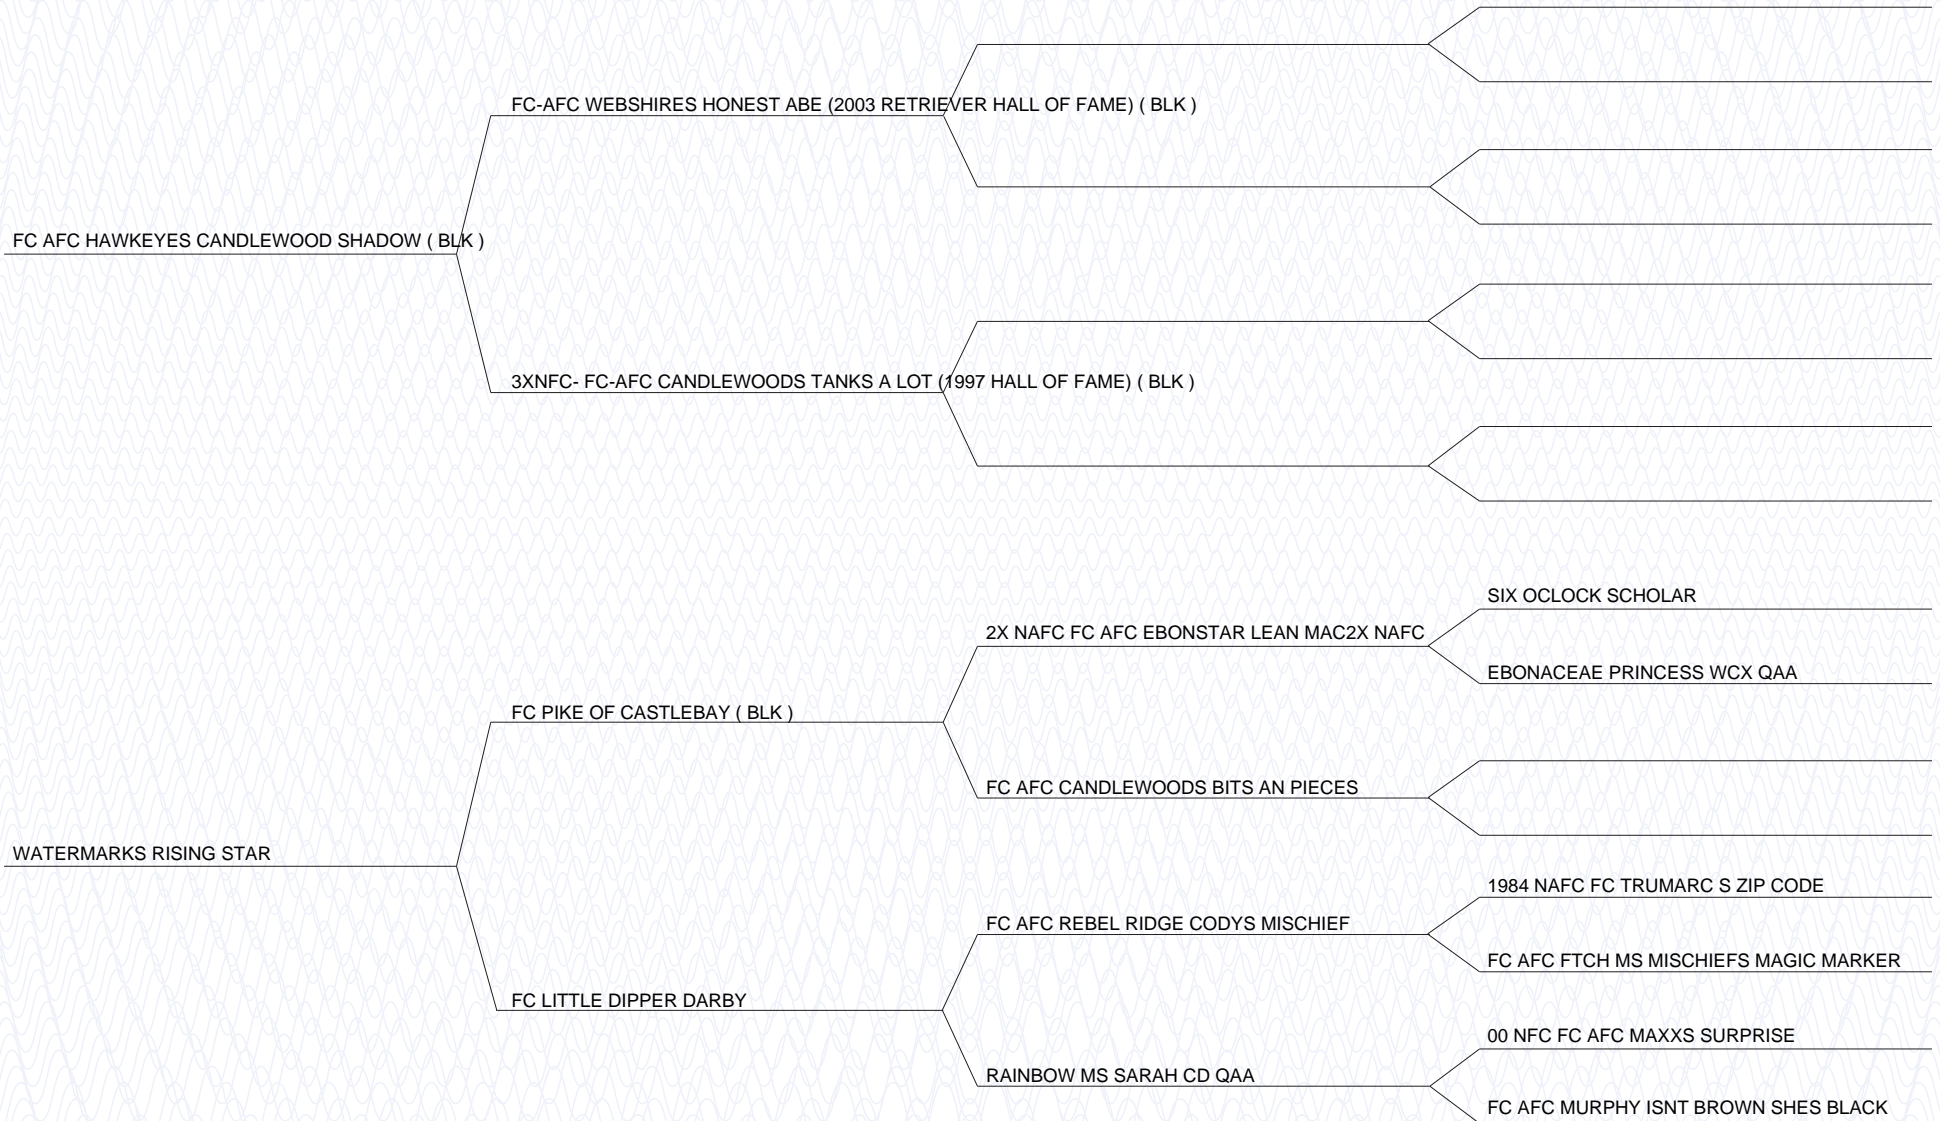 FC-AFC WEBSHIRES HONEST ABE (2003 RETRIEVER HALL OF FAME) ( BLK )
FC AFC HAWKEYES CANDLEWOOD SHADOW ( BLK )
3XNFC- FC-AFC CANDLEWOODS TANKS A LOT (1997 HALL OF FAME) ( BLK )
SIX OCLOCK SCHOLAR
2X NAFC FC AFC EBONSTAR LEAN MAC2X NAFC
EBONACEAE PRINCESS WCX QAA
FC PIKE OF CASTLEBAY ( BLK )
FC AFC CANDLEWOODS BITS AN PIECES
WATERMARKS RISING STAR
1984 NAFC FC TRUMARC S ZIP CODE
FC AFC REBEL RIDGE CODYS MISCHIEF
FC AFC FTCH MS MISCHIEFS MAGIC MARKER
FC LITTLE DIPPER DARBY
00 NFC FC AFC MAXXS SURPRISE
RAINBOW MS SARAH CD QAA
FC AFC MURPHY ISNT BROWN SHES BLACK